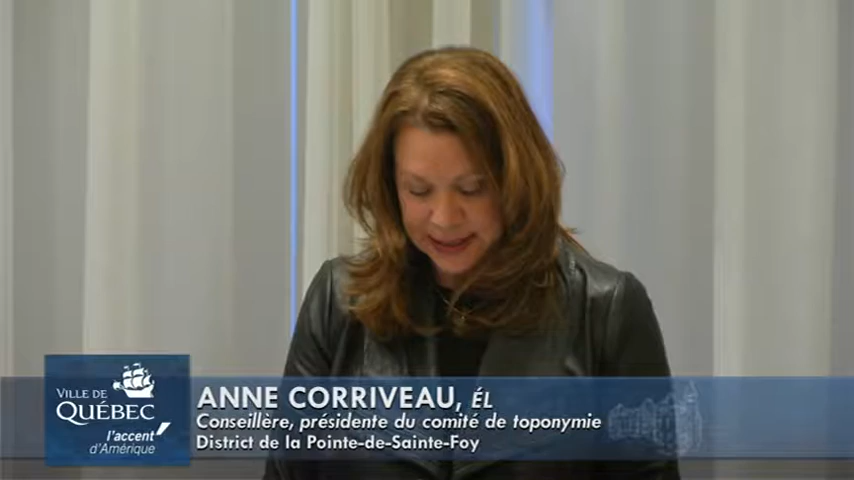 VILLE DE
QUÉBEC
l'accent
d'Amérique
ANNE CORRIVEAU, ÉL
Conseillère, présidente du comité de toponymie
District de la Pointe-de-Sainte-Foy